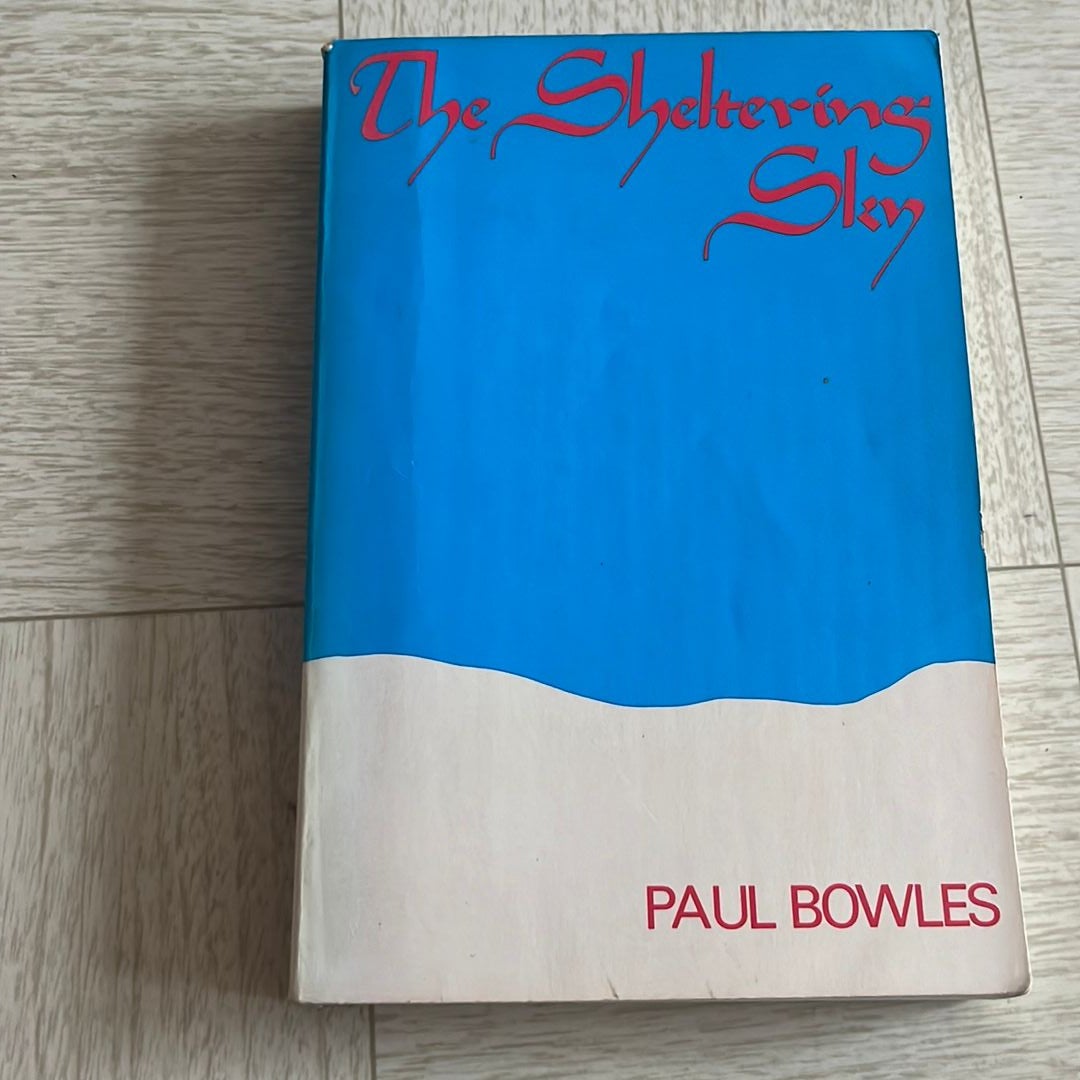 The Sheltering
Sky
PAUL BOWLES